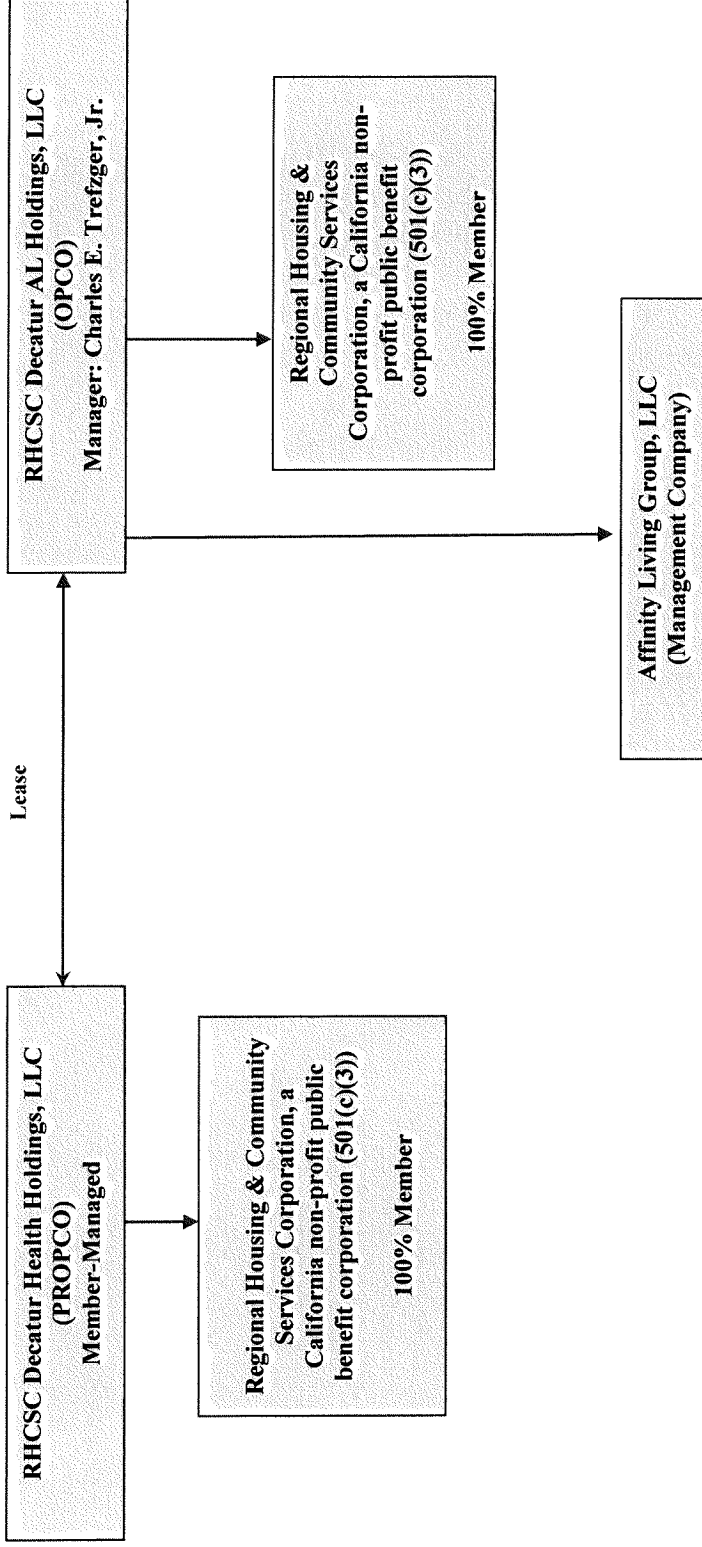 RHCSC Decatur Health Holdings, LLC
(PROPCO)
Member-Managed
Lease
RHCSC Decatur AL Holdings, LLC
(OPCO)
Manager: Charles E. Trefzger, Jr.
Regional Housing & Community
Services Corporation, a
California non-profit public
benefit corporation (501(c)(3))
100% Member
Regional Housing &
Community Services
Corporation, a California non-
profit public benefit
corporation (501(c)(3))
100% Member
Affinity Living Group, LLC
(Management Company)